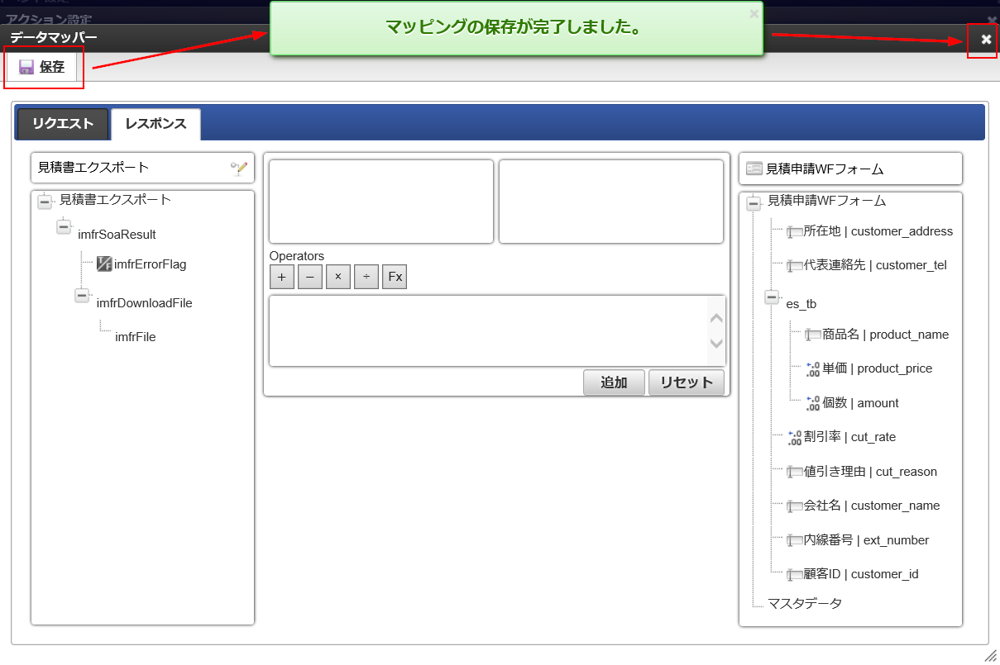 アクション設定
データマッパー
マッピングの保存が完了しました。
保存
リクエスト
レスポンス
見積書エクスポート
見積書エクスポート
imfrSoaResult
imfrErrorFlag
imfrDownloadFile
imfrFile
Operators
+
−
×
÷
Fx
追加
リセット
見積申請WFフォーム
見積申請WFフォーム
所在地 | customer_address
代表連絡先 | customer_tel
es_tb
商品名 | product_name
単価 | product_price
個数 | amount
割引率 | cut_rate
値引き理由 | cut_reason
会社名 | customer_name
内線番号 | ext_number
顧客ID | customer_id
マスタデータ